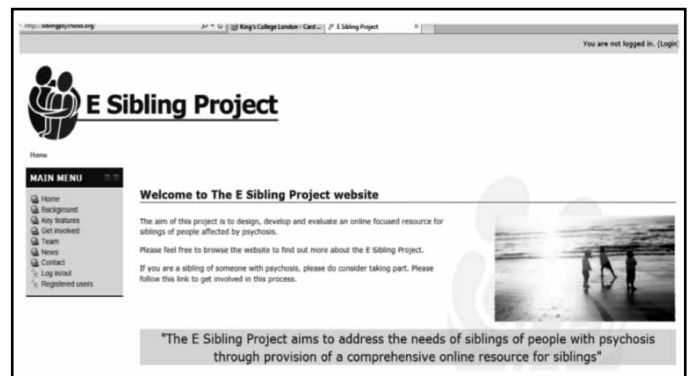 King's College London - Card ... E Sibling Project
You are not logged in. (Login)
E Sibling Project
Home
MAIN MENU
Home
Background
Key features
Get involved
Team
News
Contact
Log in/out
Registered users
Welcome to The E Sibling Project website
The aim of this project is to design, develop and evaluate an online focused resource for
siblings of people affected by psychosis.
Please feel free to browse the website to find out more about the E Sibling Project.
If you are a sibling of someone with psychosis, please do consider taking part. Please
follow this link to get involved in this process.
"The E Sibling Project aims to address the needs of siblings of people with psychosis
through provision of a comprehensive online resource for siblings"